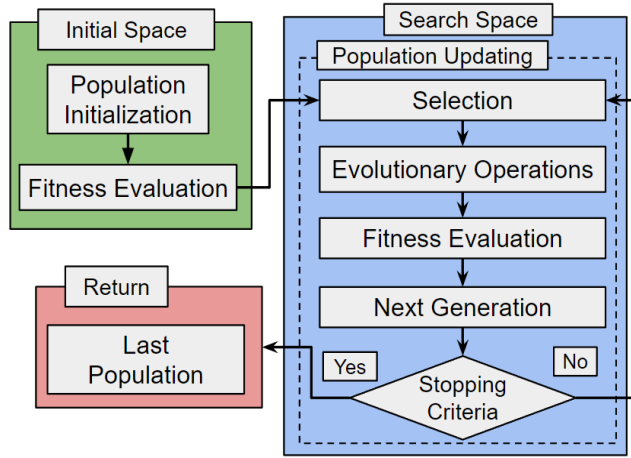 Initial Space
Population
Initialization
Fitness Evaluation
Search Space
Population Updating
Selection
Evolutionary Operations
Fitness Evaluation
Next Generation
Stopping
Criteria
Yes
No
Return
Last
Population